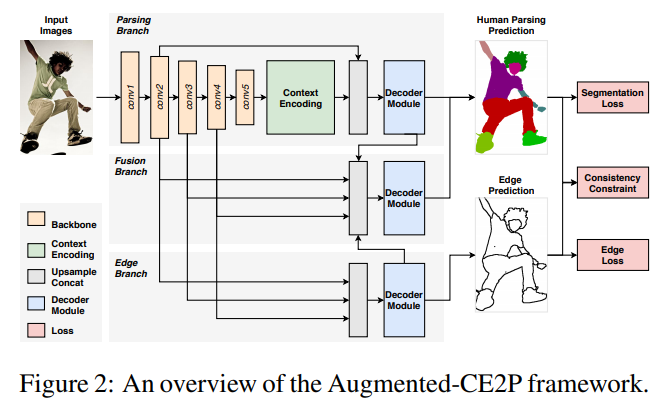 Input
Images
Parsing
Branch
conv1
conv2
conv3
conv4
conv5
Context
Encoding
Decoder
Module
Human Parsing
Prediction
Segmentation
Loss
Fusion
Branch
Decoder
Module
Consistency
Constraint
Edge
Prediction
Edge
Branch
Decoder
Module
Edge
Loss
Backbone
Context
Encoding
Upsample
Concat
Decoder
Module
Loss
Figure 2: An overview of the Augmented-CE2P framework.